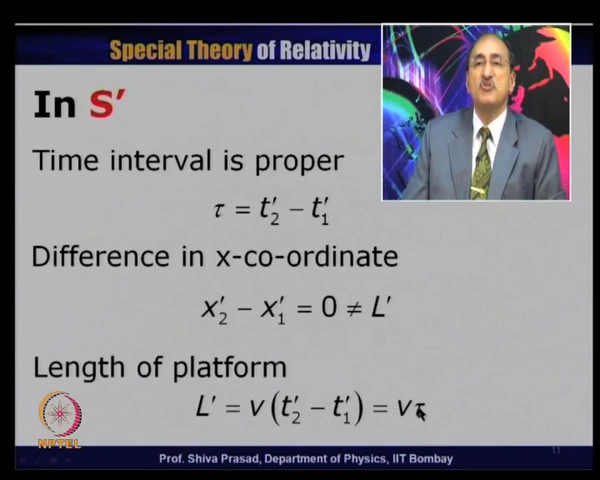 Special Theory of Relativity
In S′
Time interval is proper
τ = t′₂ − t′₁
Difference in x-co-ordinate
x′₂ − x′₁ = 0 ≠ L′
Length of platform
L′ = v(t′₂ − t′₁) = vτ
NPTEL
Prof. Shiva Prasad, Department of Physics, IIT Bombay
11